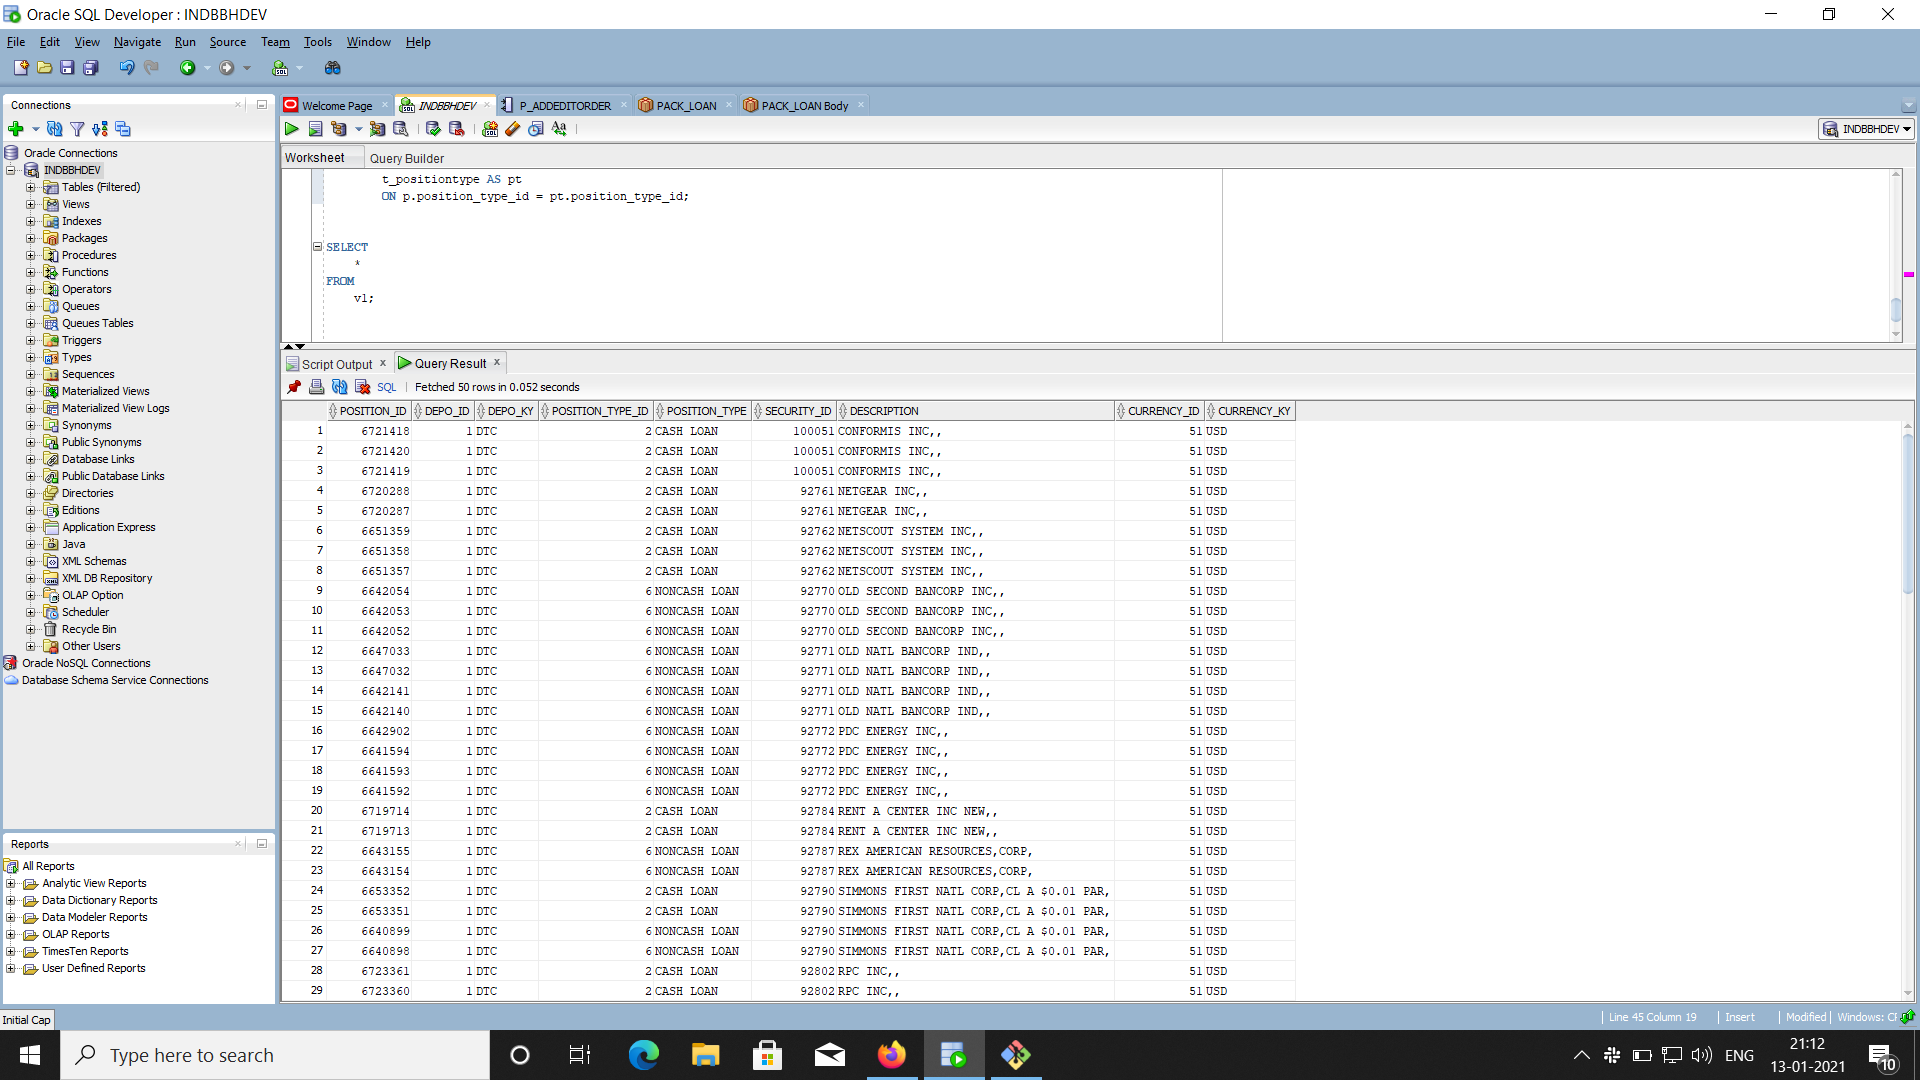 Oracle SQL Developer : INDBBHDEV
File Edit View Navigate Run Source Team Tools Window Help
Connections
Welcome Page INDBBHDEV P_ADDEDITORDER PACK_LOAN PACK_LOAN Body
INDBBHDEV
Worksheet Query Builder
Oracle Connections
INDBBHDEV
Tables (Filtered)
Views
Indexes
Packages
Procedures
Functions
Operators
Queues
Queues Tables
Triggers
Types
Sequences
Materialized Views
Materialized View Logs
Synonyms
Public Synonyms
Database Links
Public Database Links
Directories
Editions
Application Express
Java
XML Schemas
XML DB Repository
OLAP Option
Scheduler
Recycle Bin
Other Users
Oracle NoSQL Connections
Database Schema Service Connections
Reports
All Reports
Analytic View Reports
Data Dictionary Reports
Data Modeler Reports
OLAP Reports
TimesTen Reports
User Defined Reports
t_positiontype AS pt
ON p.position_type_id = pt.position_type_id;
SELECT
*
FROM
v1;
Script Output Query Result
SQL Fetched 50 rows in 0.052 seconds
POSITION_ID DEPO_ID DEPO_KY POSITION_TYPE_ID POSITION_TYPE SECURITY_ID DESCRIPTION CURRENCY_ID CURRENCY_KY
1 6721418 1 DTC 2 CASH LOAN 100051 CONFORMIS INC,, 51 USD
2 6721420 1 DTC 2 CASH LOAN 100051 CONFORMIS INC,, 51 USD
3 6721419 1 DTC 2 CASH LOAN 100051 CONFORMIS INC,, 51 USD
4 6720288 1 DTC 2 CASH LOAN 92761 NETGEAR INC,, 51 USD
5 6720287 1 DTC 2 CASH LOAN 92761 NETGEAR INC,, 51 USD
6 6651359 1 DTC 2 CASH LOAN 92762 NETSCOUT SYSTEM INC,, 51 USD
7 6651358 1 DTC 2 CASH LOAN 92762 NETSCOUT SYSTEM INC,, 51 USD
8 6651357 1 DTC 2 CASH LOAN 92762 NETSCOUT SYSTEM INC,, 51 USD
9 6642054 1 DTC 6 NONCASH LOAN 92770 OLD SECOND BANCORP INC,, 51 USD
10 6642053 1 DTC 6 NONCASH LOAN 92770 OLD SECOND BANCORP INC,, 51 USD
11 6642052 1 DTC 6 NONCASH LOAN 92770 OLD SECOND BANCORP INC,, 51 USD
12 6647033 1 DTC 6 NONCASH LOAN 92771 OLD NATL BANCORP IND,, 51 USD
13 6647032 1 DTC 6 NONCASH LOAN 92771 OLD NATL BANCORP IND,, 51 USD
14 6642141 1 DTC 6 NONCASH LOAN 92771 OLD NATL BANCORP IND,, 51 USD
15 6642140 1 DTC 6 NONCASH LOAN 92771 OLD NATL BANCORP IND,, 51 USD
16 6642902 1 DTC 6 NONCASH LOAN 92772 PDC ENERGY INC,, 51 USD
17 6641594 1 DTC 6 NONCASH LOAN 92772 PDC ENERGY INC,, 51 USD
18 6641593 1 DTC 6 NONCASH LOAN 92772 PDC ENERGY INC,, 51 USD
19 6641592 1 DTC 6 NONCASH LOAN 92772 PDC ENERGY INC,, 51 USD
20 6719714 1 DTC 2 CASH LOAN 92784 RENT A CENTER INC NEW,, 51 USD
21 6719713 1 DTC 2 CASH LOAN 92784 RENT A CENTER INC NEW,, 51 USD
22 6643155 1 DTC 6 NONCASH LOAN 92787 REX AMERICAN RESOURCES,CORP, 51 USD
23 6643154 1 DTC 6 NONCASH LOAN 92787 REX AMERICAN RESOURCES,CORP, 51 USD
24 6653352 1 DTC 2 CASH LOAN 92790 SIMMONS FIRST NATL CORP,CL A $0.01 PAR, 51 USD
25 6653351 1 DTC 2 CASH LOAN 92790 SIMMONS FIRST NATL CORP,CL A $0.01 PAR, 51 USD
26 6640899 1 DTC 6 NONCASH LOAN 92790 SIMMONS FIRST NATL CORP,CL A $0.01 PAR, 51 USD
27 6640898 1 DTC 6 NONCASH LOAN 92790 SIMMONS FIRST NATL CORP,CL A $0.01 PAR, 51 USD
28 6723361 1 DTC 2 CASH LOAN 92802 RPC INC,, 51 USD
29 6723360 1 DTC 2 CASH LOAN 92802 RPC INC,, 51 USD
Initial Cap
Line 45 Column 19 Insert Modified Windows: C
Type here to search
ENG
21:12
13-01-2021
10